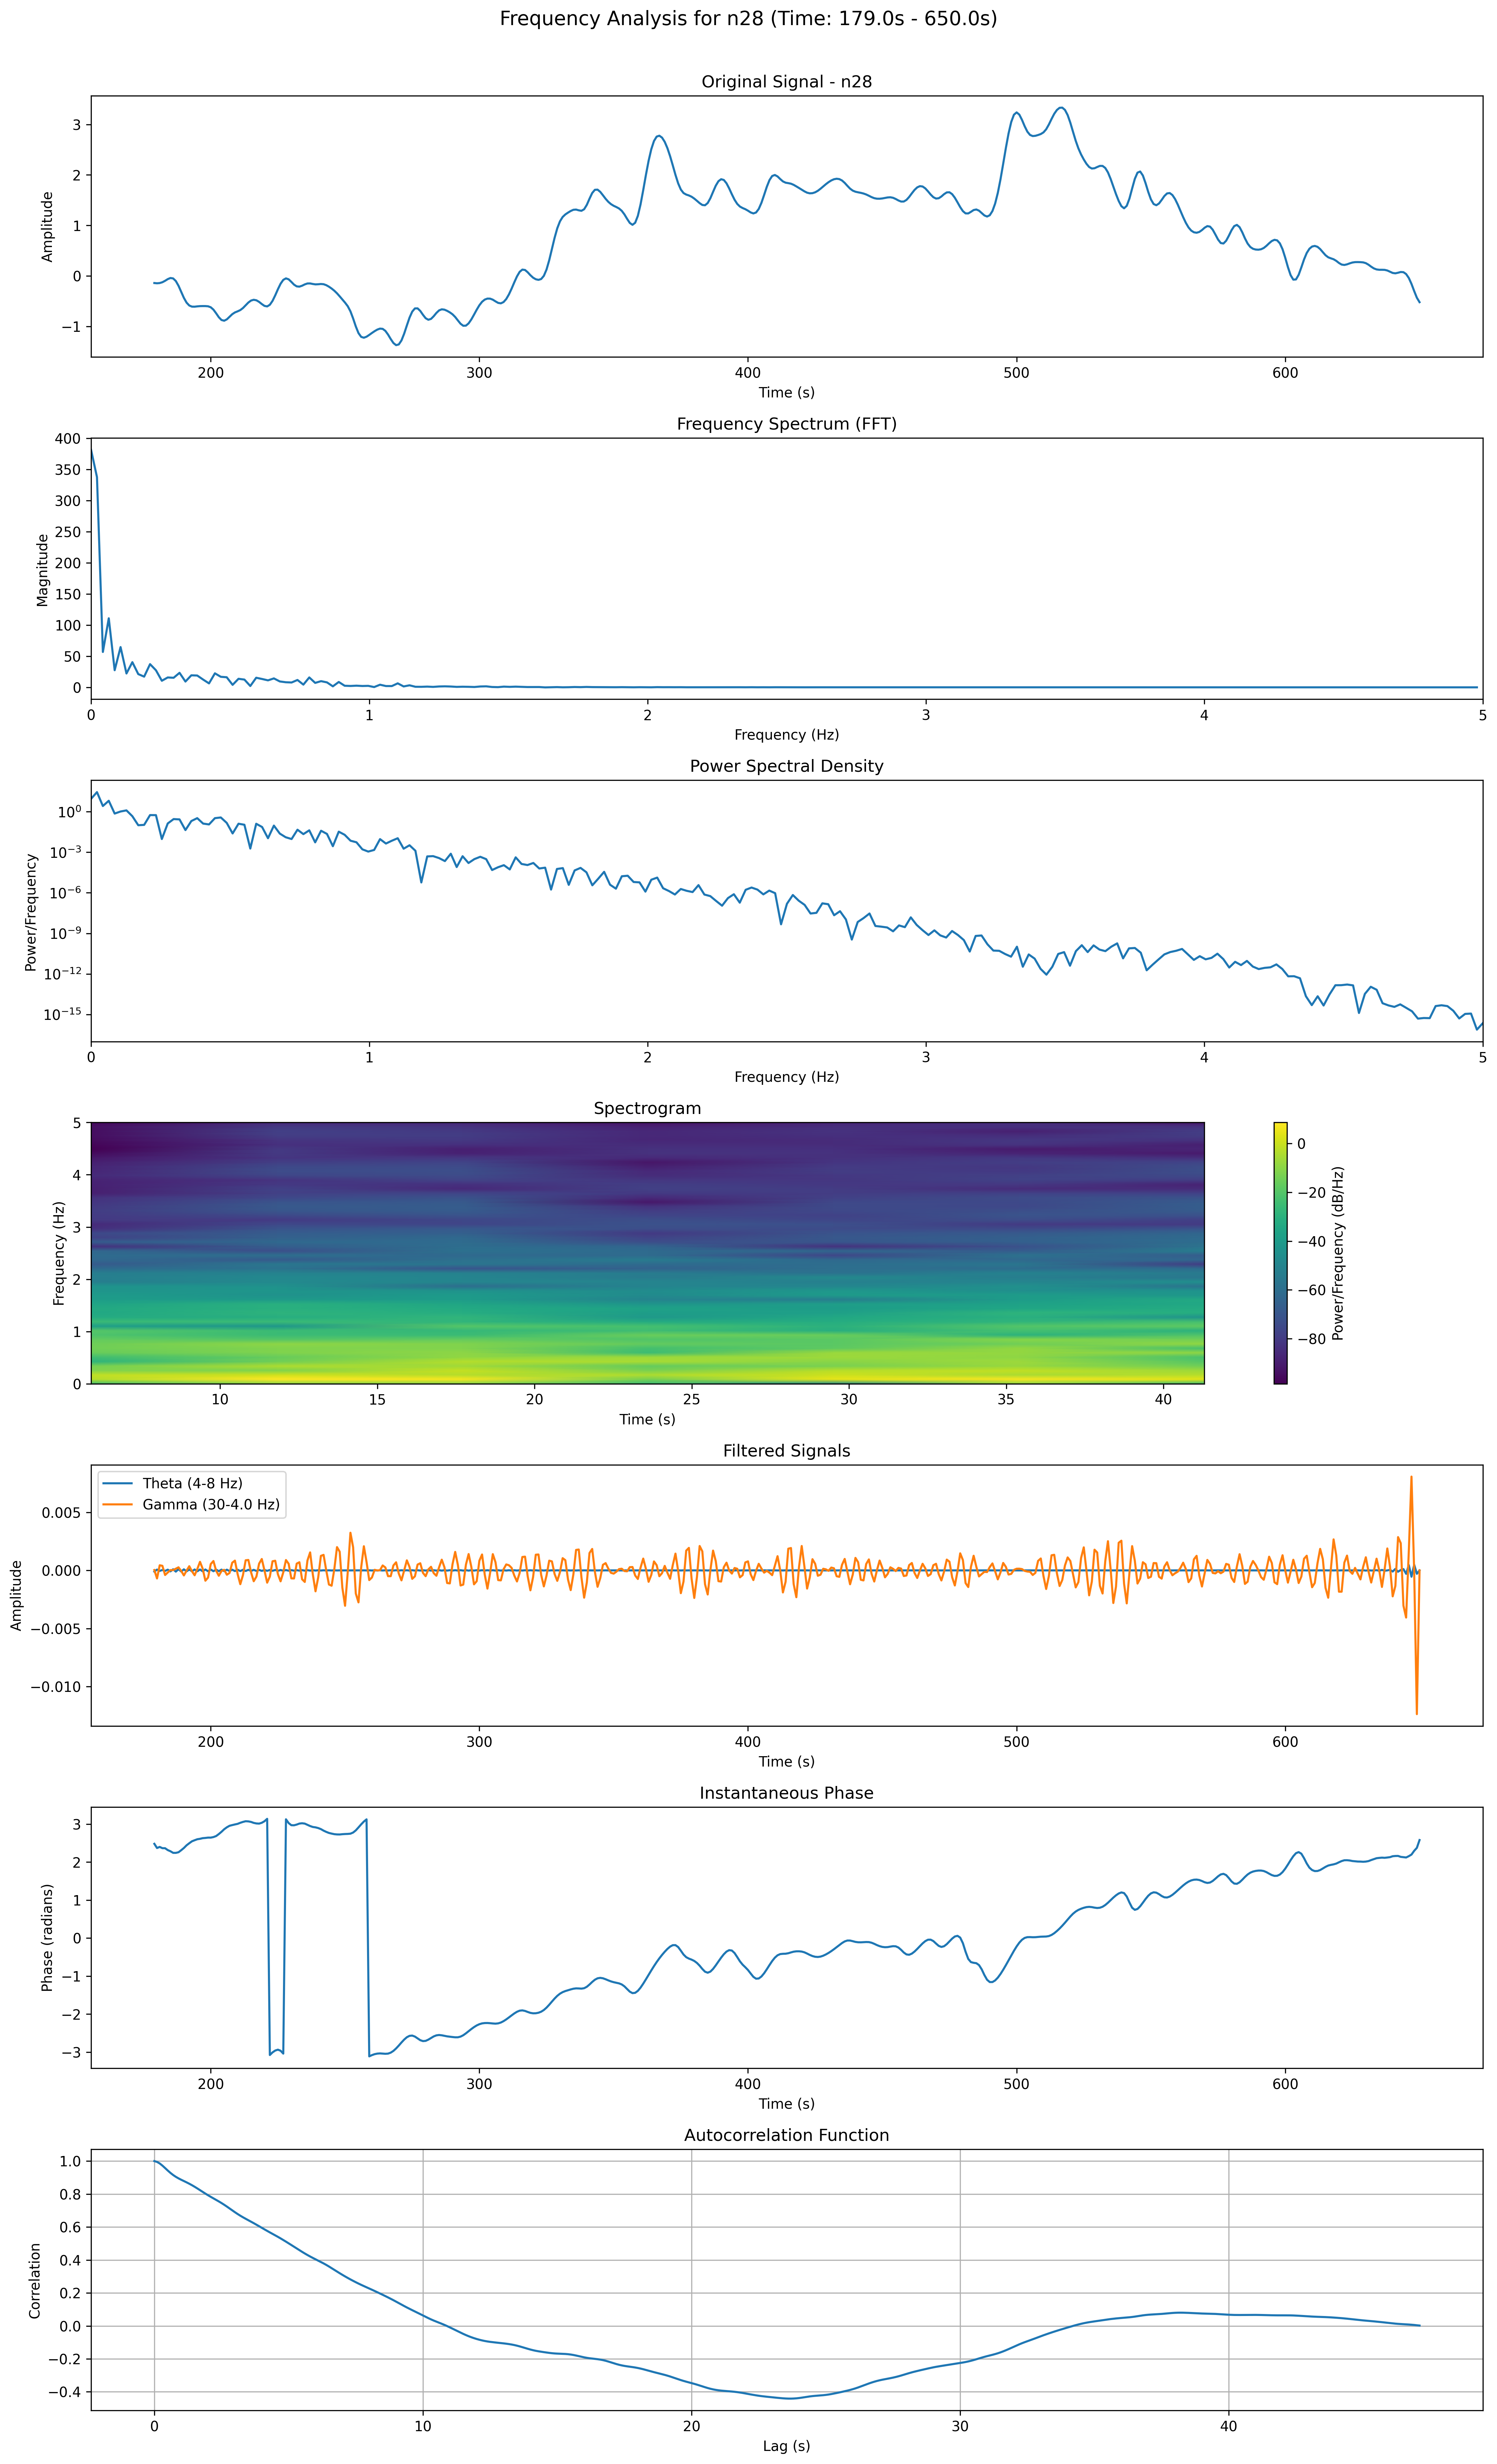 Frequency Analysis for n28 (Time: 179.0s - 650.0s)
Original Signal - n28
Amplitude
3
2
1
0
−1
200 300 400 500 600
Time (s)
Frequency Spectrum (FFT)
Magnitude
400
350
300
250
200
150
100
50
0
0 1 2 3 4 5
Frequency (Hz)
Power Spectral Density
Power/Frequency
10⁰
10⁻³
10⁻⁶
10⁻⁹
10⁻¹²
10⁻¹⁵
0 1 2 3 4 5
Frequency (Hz)
Spectrogram
Frequency (Hz)
5
4
3
2
1
0
10 15 20 25 30 35 40
Time (s)
0
−20
−40
−60
−80
Power/Frequency (dB/Hz)
Filtered Signals
Theta (4-8 Hz)
Gamma (30-4.0 Hz)
Amplitude
0.005
0.000
−0.005
−0.010
200 300 400 500 600
Time (s)
Instantaneous Phase
Phase (radians)
3
2
1
0
−1
−2
−3
200 300 400 500 600
Time (s)
Autocorrelation Function
Correlation
1.0
0.8
0.6
0.4
0.2
0.0
−0.2
−0.4
0 10 20 30 40
Lag (s)